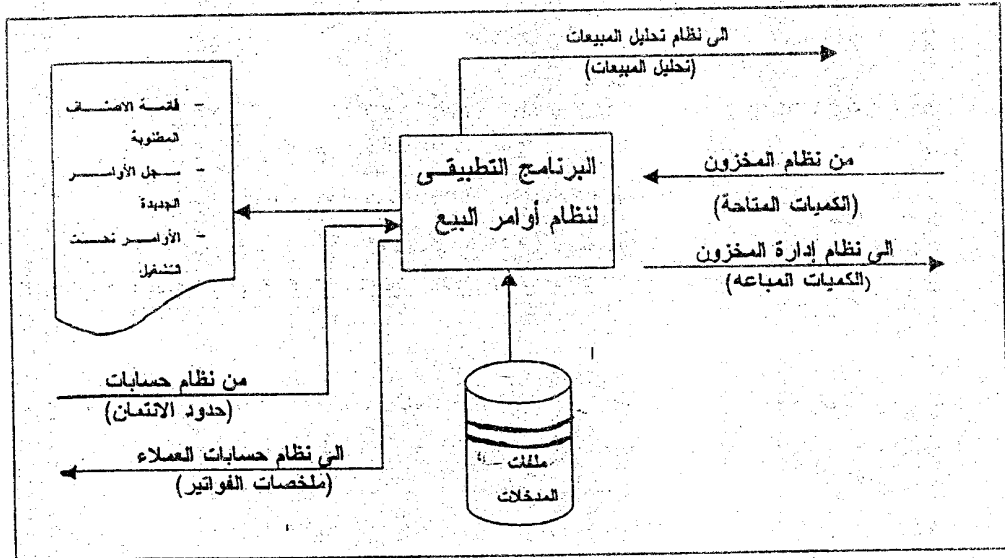 الى نظام تحليل المبيعات
(تحليل المبيعات)
- قائمة الاصناف
المطلوبة
- سجل الأوامر
الجديدة
- الأوامر تحت
التشغيل
البرنامج التطبيقى
لنظام أوامر البيع
من نظام المخزون
(الكميات المتاحة)
الى نظام إدارة المخزون
(الكميات المباعه)
من نظام حسابات
(حدود الائتمان)
الى نظام حسابات العملاء
(ملخصات الفواتير)
ملفات
المدخلات